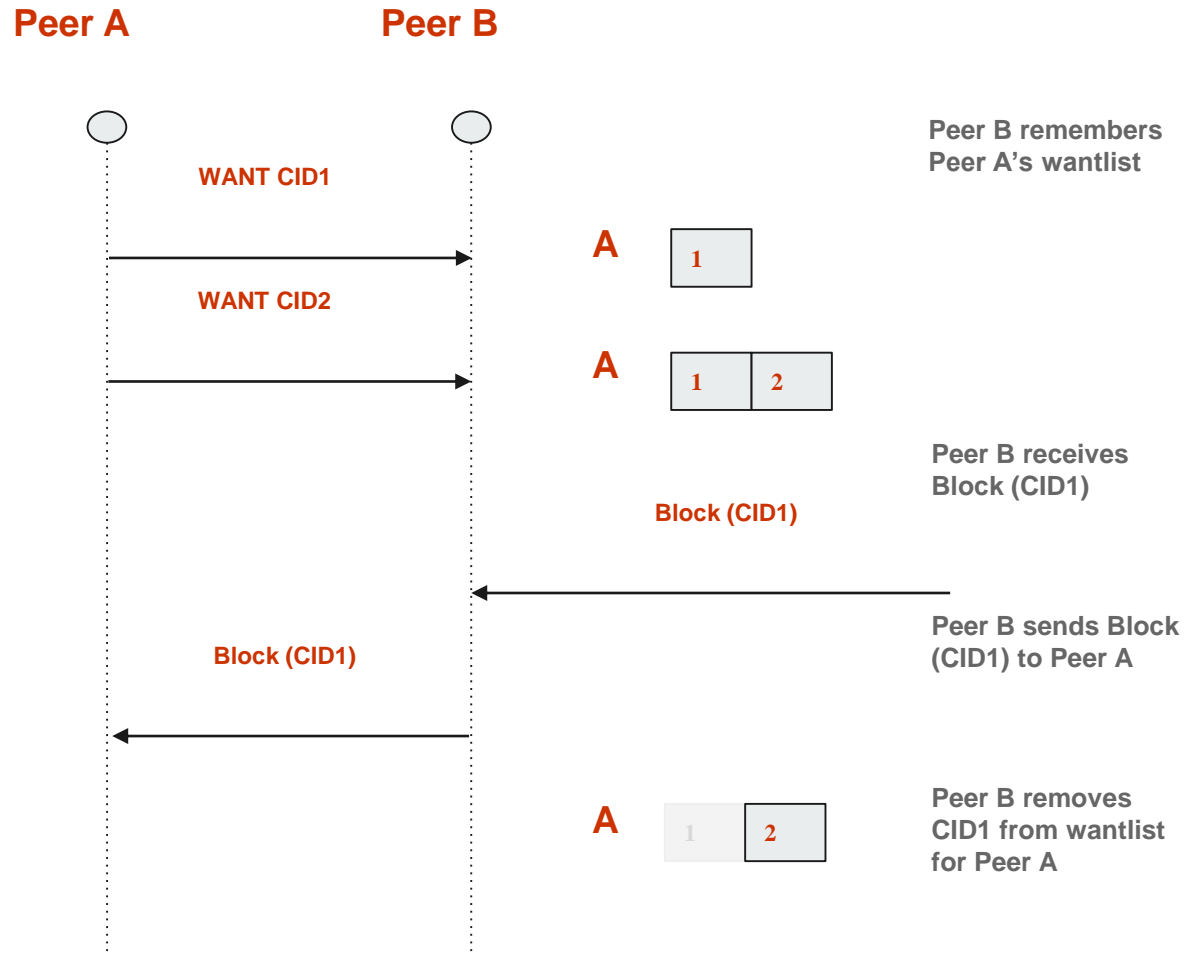 Peer A
Peer B
Peer B remembers
Peer A’s wantlist
WANT CID1
A
1
WANT CID2
A
1
2
Peer B receives
Block (CID1)
Block (CID1)
Peer B sends Block
(CID1) to Peer A
Block (CID1)
Peer B removes
CID1 from wantlist
for Peer A
A
1
2